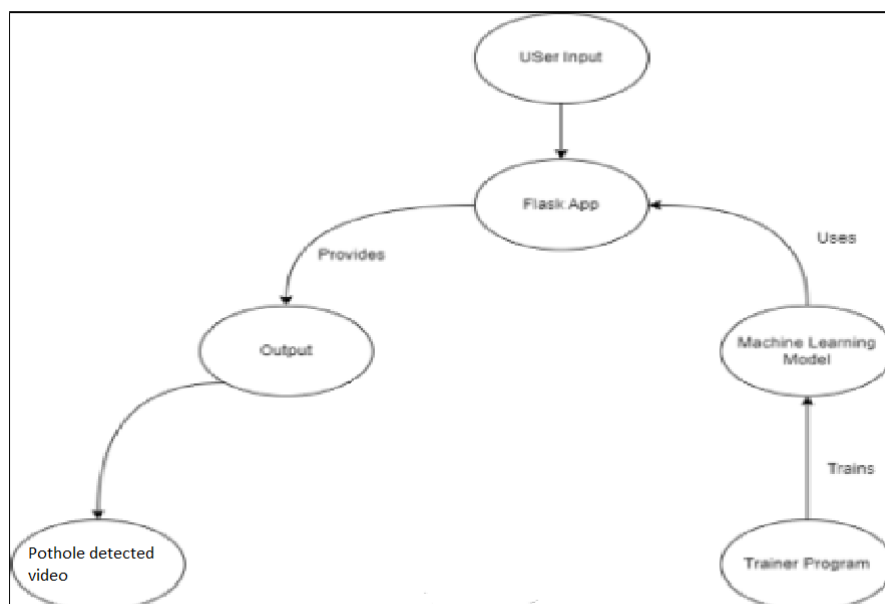 USer Input
Flask App
Uses
Provides
Output
Machine Learning
Model
Trains
Pothole detected
video
Trainer Program